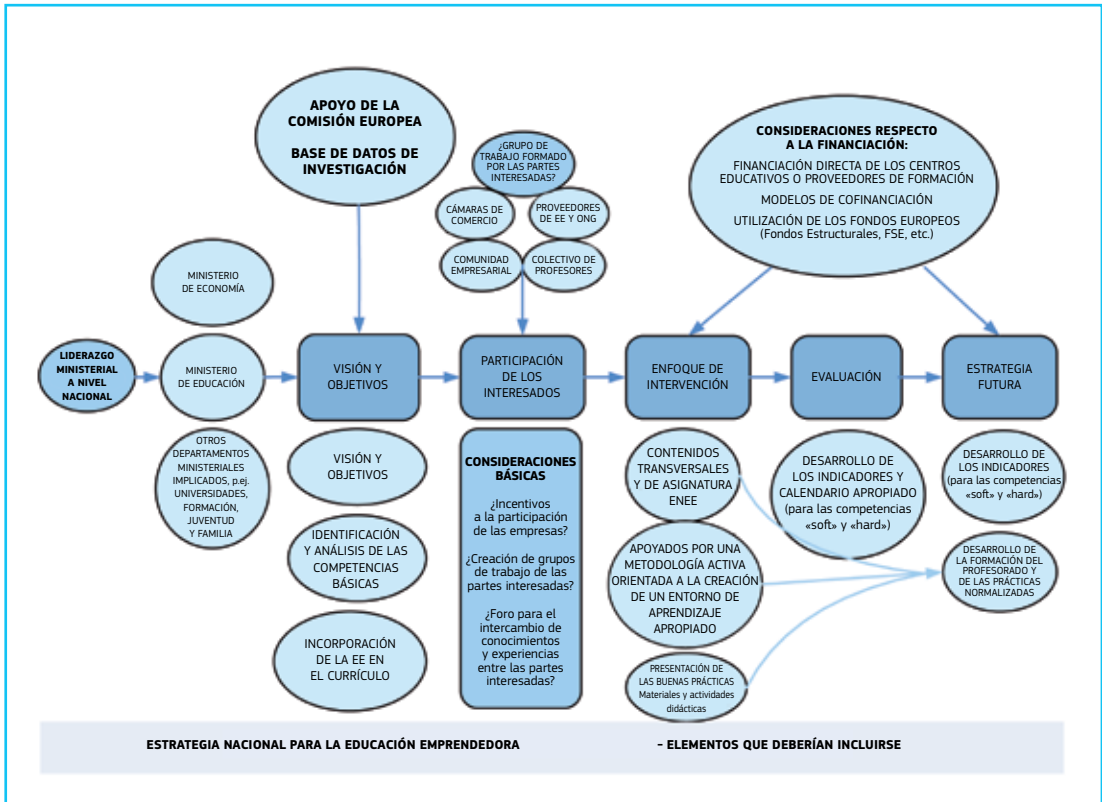 APOYO DE LA
COMISIÓN EUROPEA
BASE DE DATOS DE
INVESTIGACIÓN
¿GRUPO DE
TRABAJO FORMADO
POR LAS PARTES
INTERESADAS?
CÁMARAS DE
COMERCIO
PROVEEDORES
DE EE Y ONG
COMUNIDAD
EMPRESARIAL
COLECTIVO DE
PROFESORES
CONSIDERACIONES RESPECTO
A LA FINANCIACIÓN:
FINANCIACIÓN DIRECTA DE LOS CENTROS
EDUCATIVOS O PROVEEDORES DE FORMACIÓN
MODELOS DE COFINANCIACIÓN
UTILIZACIÓN DE LOS FONDOS EUROPEOS
(Fondos Estructurales, FSE, etc.)
MINISTERIO
DE ECONOMÍA
LIDERAZGO
MINISTERIAL
A NIVEL
NACIONAL
MINISTERIO
DE EDUCACIÓN
VISIÓN Y
OBJETIVOS
PARTICIPACIÓN
DE LOS
INTERESADOS
ENFOQUE DE
INTERVENCIÓN
EVALUACIÓN
ESTRATEGIA
FUTURA
OTROS
DEPARTAMENTOS
MINISTERIALES
IMPLICADOS, p.ej.
UNIVERSIDADES,
FORMACIÓN,
JUVENTUD
Y FAMILIA
VISIÓN Y
OBJETIVOS
IDENTIFICACIÓN
Y ANÁLISIS DE LAS
COMPETENCIAS
BÁSICAS
INCORPORACIÓN
DE LA EE EN
EL CURRÍCULO
CONSIDERACIONES
BÁSICAS
¿Incentivos
a la participación
de las empresas?
¿Creación de grupos
de trabajo de las
partes interesadas?
¿Foro para el
intercambio de
conocimientos
y experiencias
entre las partes
interesadas?
CONTENIDOS
TRANSVERSALES
Y DE ASIGNATURA
ENEE
APOYADOS POR UNA
METODOLOGÍA ACTIVA
ORIENTADA A LA CREACIÓN
DE UN ENTORNO DE
APRENDIZAJE
APROPIADO
PRESENTACIÓN DE
LAS BUENAS PRÁCTICAS
Materiales y actividades
didácticas
DESARROLLO DE
LOS INDICADORES Y
CALENDARIO APROPIADO
(para las competencias
«soft» y «hard»)
DESARROLLO DE
LOS INDICADORES
(para las competencias
«soft» y «hard»)
DESARROLLO DE
LA FORMACIÓN DEL
PROFESORADO Y
DE LAS PRÁCTICAS
NORMALIZADAS
ESTRATEGIA NACIONAL PARA LA EDUCACIÓN EMPRENDEDORA – ELEMENTOS QUE DEBERÍAN INCLUIRSE